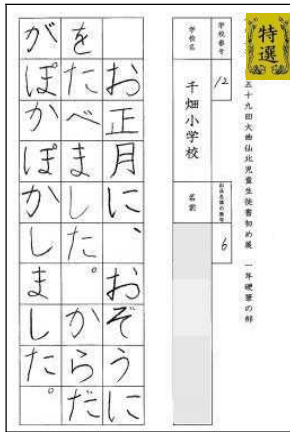 特選
五十九回大曲仙北児童生徒書初め展 一年硬筆の部
学校番号
12
学校名
千畑小学校
6
名前
お正月に、おぞうに
をたべました。からだ
がぽかぽかしました。